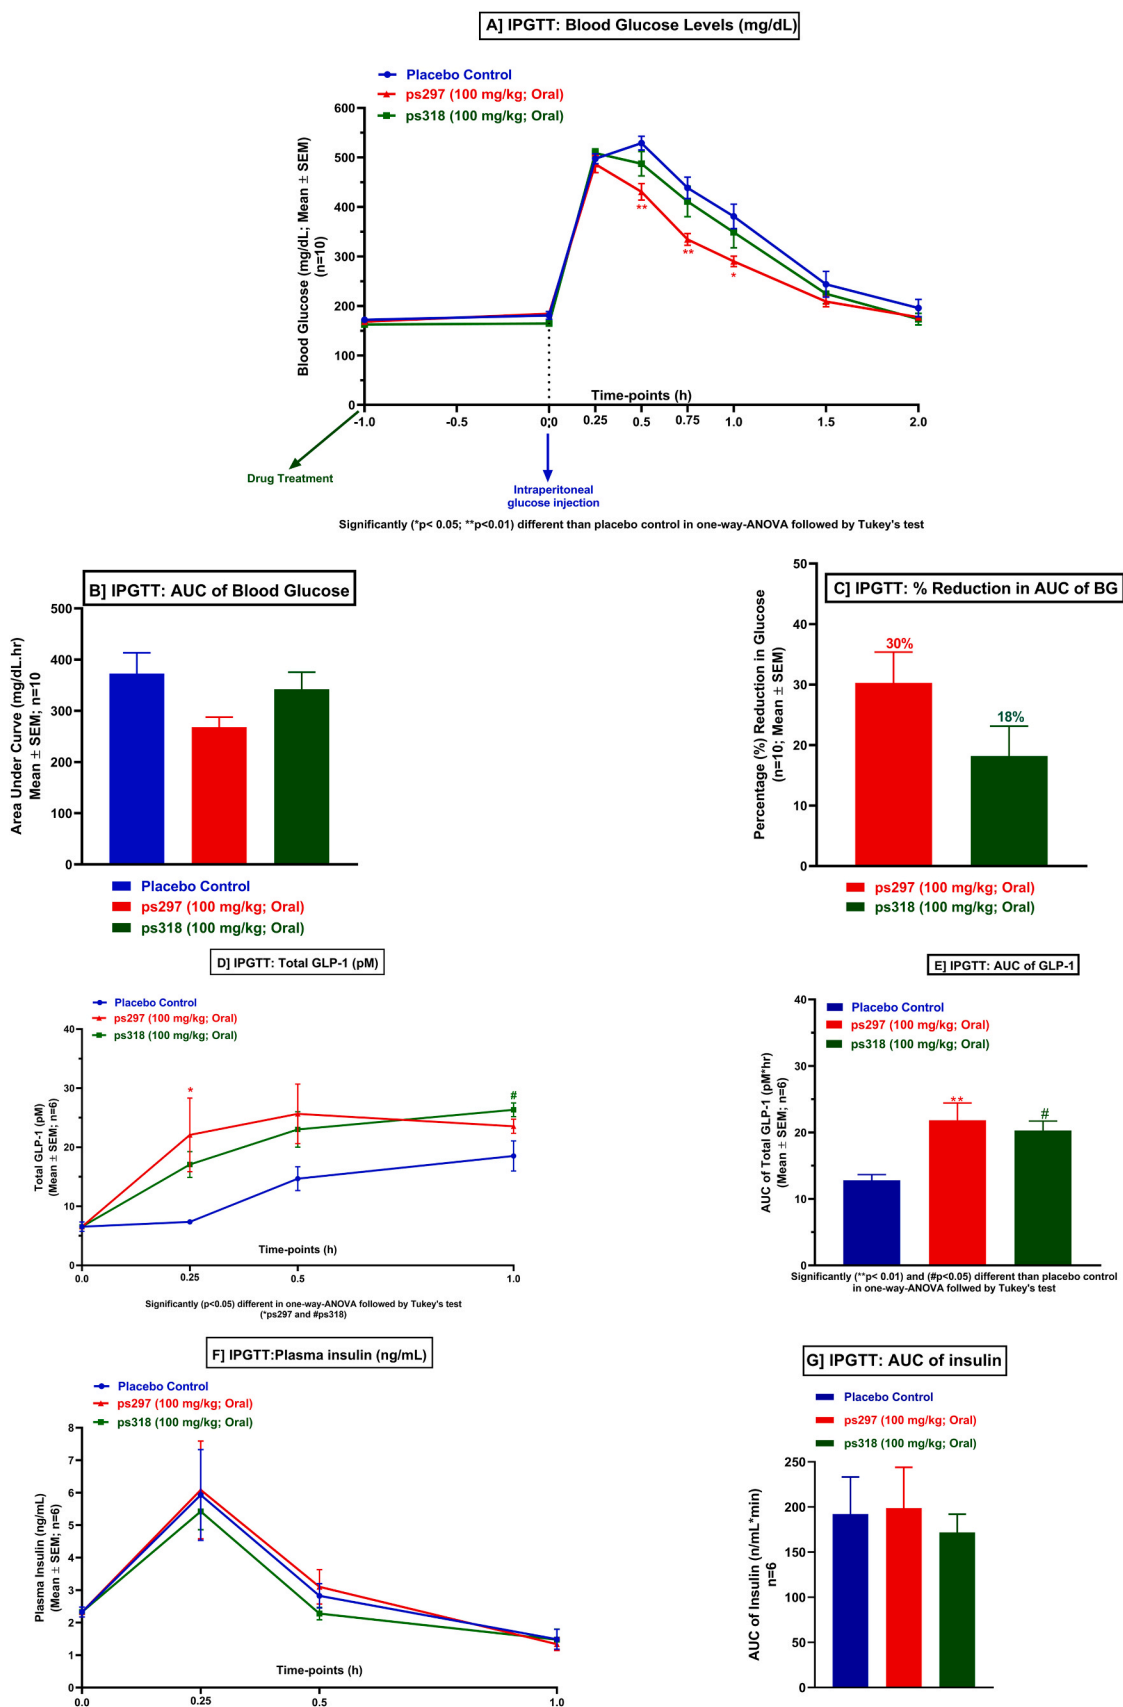 A] IPGTT: Blood Glucose Levels (mg/dL)
Placebo Control
ps297 (100 mg/kg; Oral)
ps318 (100 mg/kg; Oral)
Blood Glucose (mg/dL; Mean ± SEM)
(n=10)
600
500
400
300
200
100
0
Time-points (h)
-1.0 -0.5 0.0 0.25 0.5 0.75 1.0 1.5 2.0
**
**
*
Drug Treatment
Intraperitoneal
glucose injection
Significantly (*p< 0.05; **p<0.01) different than placebo control in one-way-ANOVA followed by Tukey's test
B] IPGTT: AUC of Blood Glucose
Area Under Curve (mg/dL.hr)
Mean ± SEM; n=10
500
400
300
200
100
0
Placebo Control
ps297 (100 mg/kg; Oral)
ps318 (100 mg/kg; Oral)
C] IPGTT: % Reduction in AUC of BG
Percentage (%) Reduction in Glucose
(n=10; Mean ± SEM)
50
40
30
20
10
0
30%
18%
ps297 (100 mg/kg; Oral)
ps318 (100 mg/kg; Oral)
D] IPGTT: Total GLP-1 (pM)
Placebo Control
ps297 (100 mg/kg; Oral)
ps318 (100 mg/kg; Oral)
Total GLP-1 (pM)
(Mean ± SEM; n=6)
40
30
20
10
0
*
#
Time-points (h)
0.0 0.25 0.5 1.0
Significantly (p<0.05) different in one-way-ANOVA followed by Tukey's test
(*ps297 and #ps318)
E] IPGTT: AUC of GLP-1
Placebo Control
ps297 (100 mg/kg; Oral)
ps318 (100 mg/kg; Oral)
AUC of Total GLP-1 (pM*hr)
(Mean ± SEM; n=6)
40
30
20
10
0
**
#
Significantly (**p< 0.01) and (#p<0.05) different than placebo control
in one-way-ANOVA follwed by Tukey's test
F] IPGTT:Plasma insulin (ng/mL)
Placebo Control
ps297 (100 mg/kg; Oral)
ps318 (100 mg/kg; Oral)
Plasma Insulin (ng/mL)
(Mean ± SEM; n=6)
8
7
6
5
4
3
2
1
0
Time-points (h)
0.0 0.25 0.5 1.0
G] IPGTT: AUC of insulin
Placebo Control
ps297 (100 mg/kg; Oral)
ps318 (100 mg/kg; Oral)
AUC of Insulin (n/mL*min)
n=6
250
200
150
100
50
0